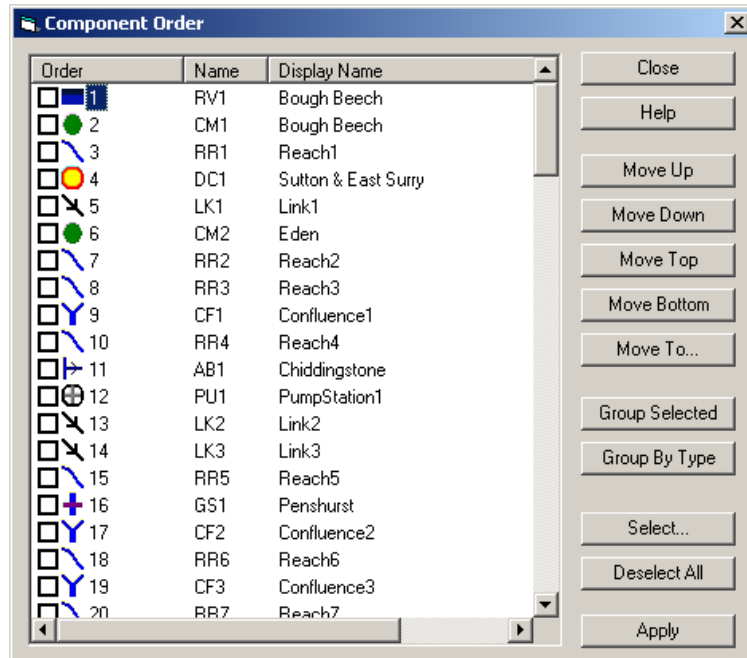 Component Order
Order Name Display Name
1 RV1 Bough Beech
2 CM1 Bough Beech
3 RR1 Reach1
4 DC1 Sutton & East Surry
5 LK1 Link1
6 CM2 Eden
7 RR2 Reach2
8 RR3 Reach3
9 CF1 Confluence1
10 RR4 Reach4
11 AB1 Chiddingstone
12 PU1 PumpStation1
13 LK2 Link2
14 LK3 Link3
15 RR5 Reach5
16 GS1 Penshurst
17 CF2 Confluence2
18 RR6 Reach6
19 CF3 Confluence3
20 RR7 Reach7
Close
Help
Move Up
Move Down
Move Top
Move Bottom
Move To...
Group Selected
Group By Type
Select...
Deselect All
Apply